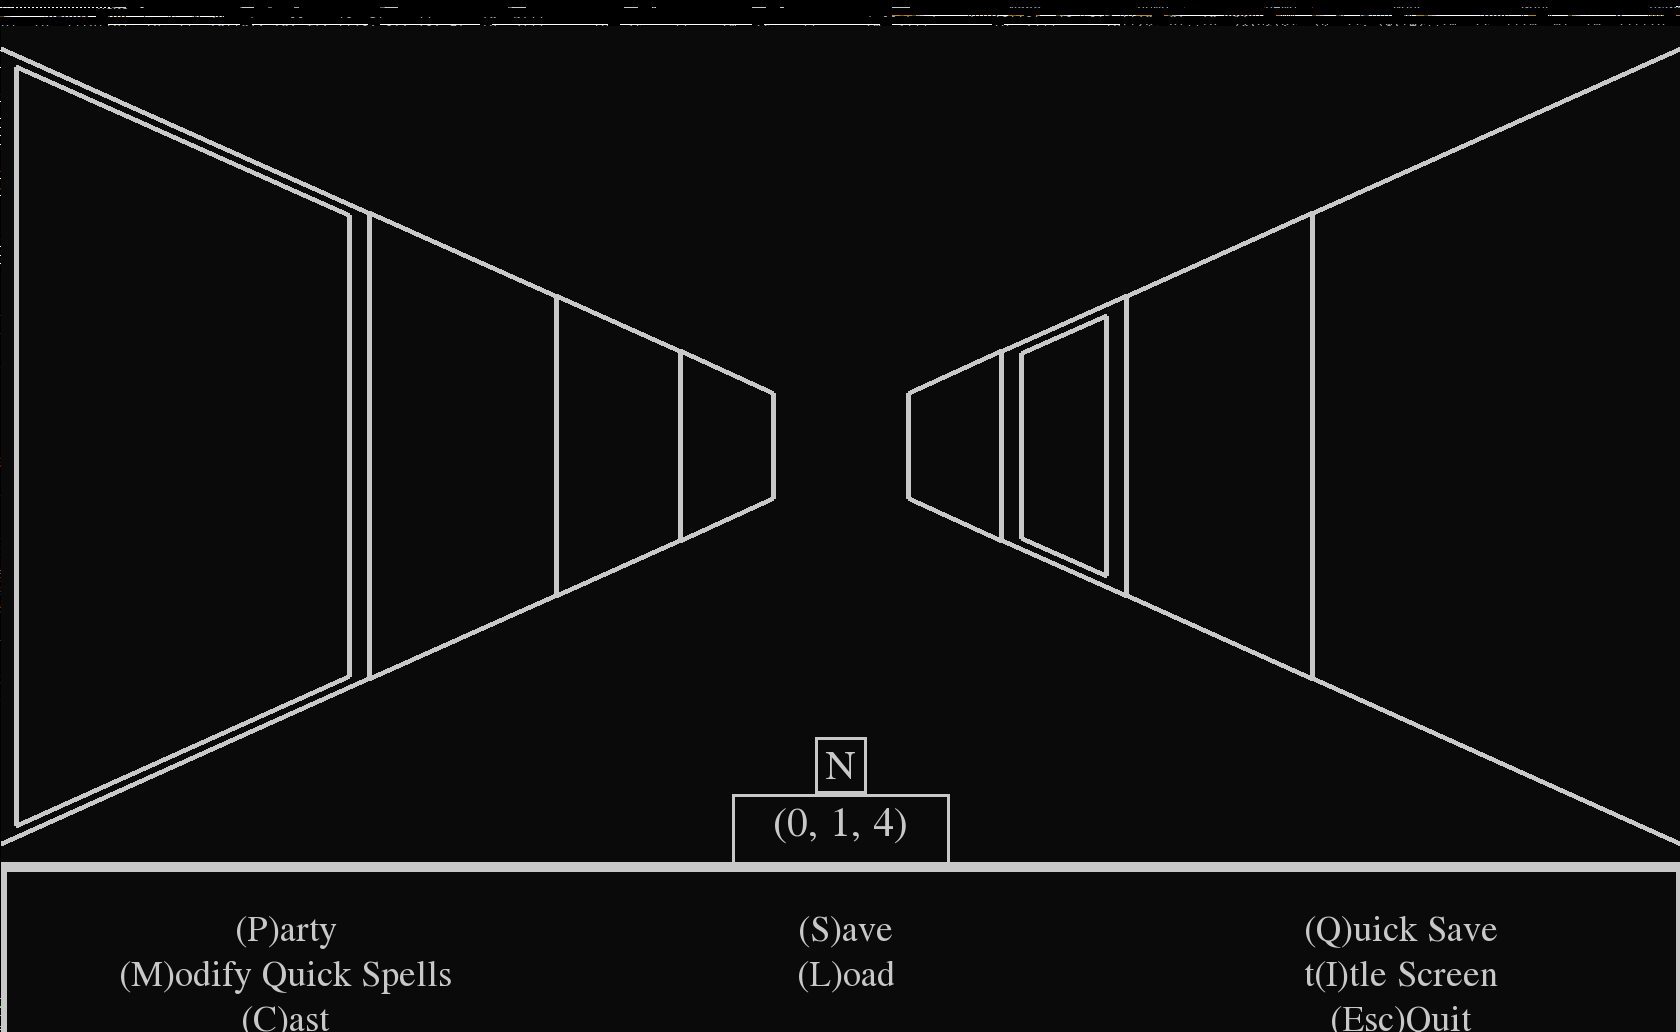 N
(0, 1, 4)
(P)arty (S)ave (Q)uick Save
(M)odify Quick Spells (L)oad t(I)tle Screen
(C)ast (Esc)Quit